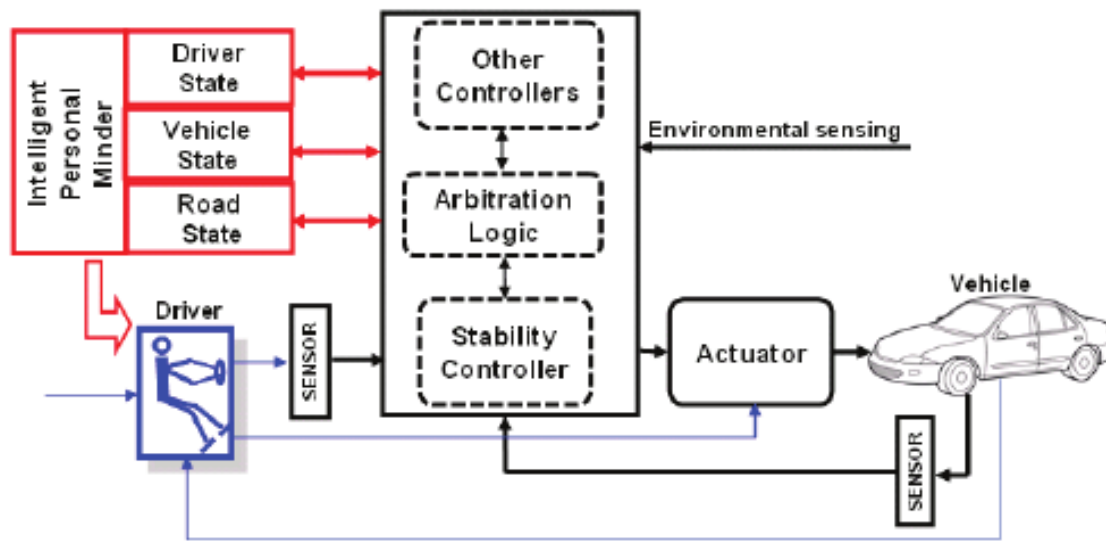 Intelligent
Personal
Minder
Driver
State
Vehicle
State
Road
State
Other
Controllers
Environmental sensing
Arbitration
Logic
Driver
SENSOR
Stability
Controller
Actuator
Vehicle
SENSOR